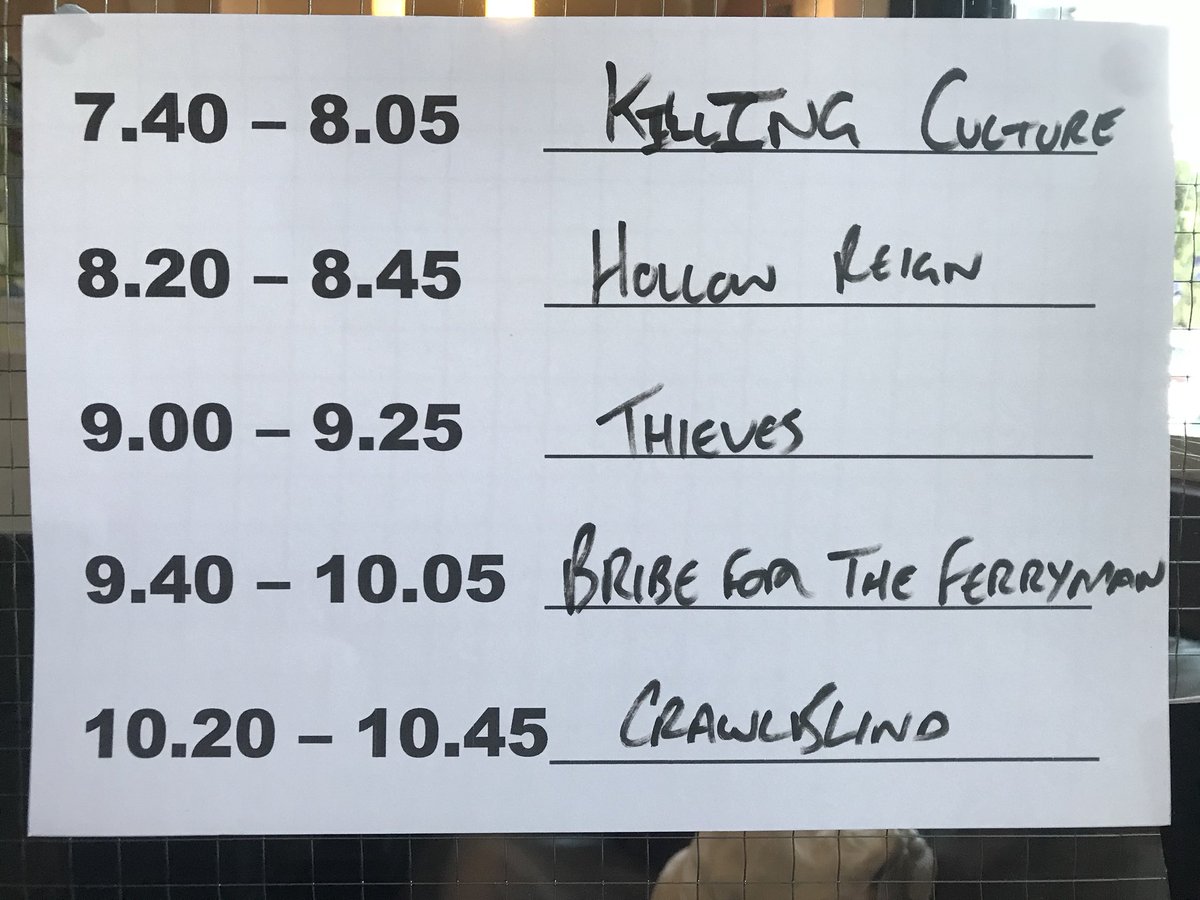 7.40 – 8.05 KILLING CULTURE
8.20 – 8.45 HOLLOW REIGN
9.00 – 9.25 THIEVES
9.40 – 10.05 BRIBE FOR THE FERRYMAN
10.20 – 10.45 CRAWLBLIND